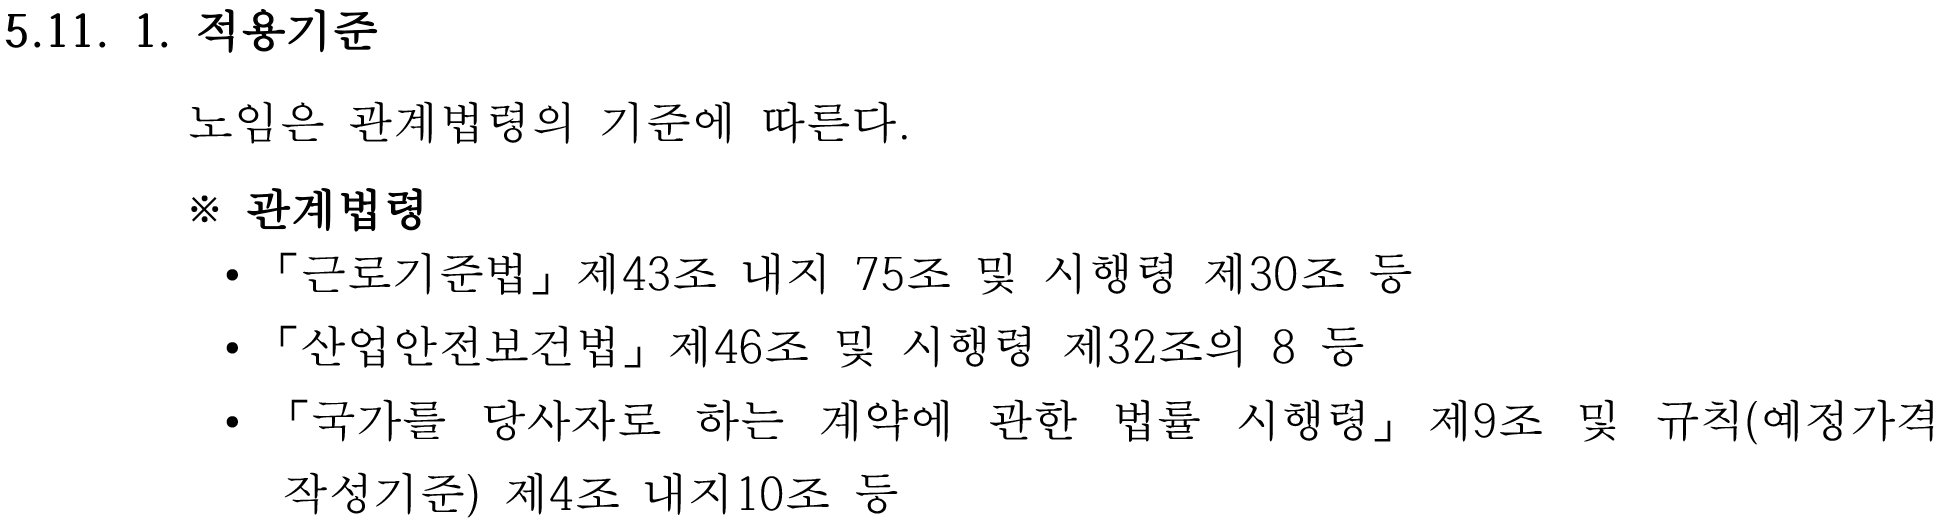 5.11. 1. 적용기준
노임은 관계법령의 기준에 따른다.
※ 관계법령
• 「근로기준법」제43조 내지 75조 및 시행령 제30조 등
• 「산업안전보건법」제46조 및 시행령 제32조의 8 등
• 「국가를 당사자로 하는 계약에 관한 법률 시행령」제9조 및 규칙(예정가격
작성기준) 제4조 내지10조 등